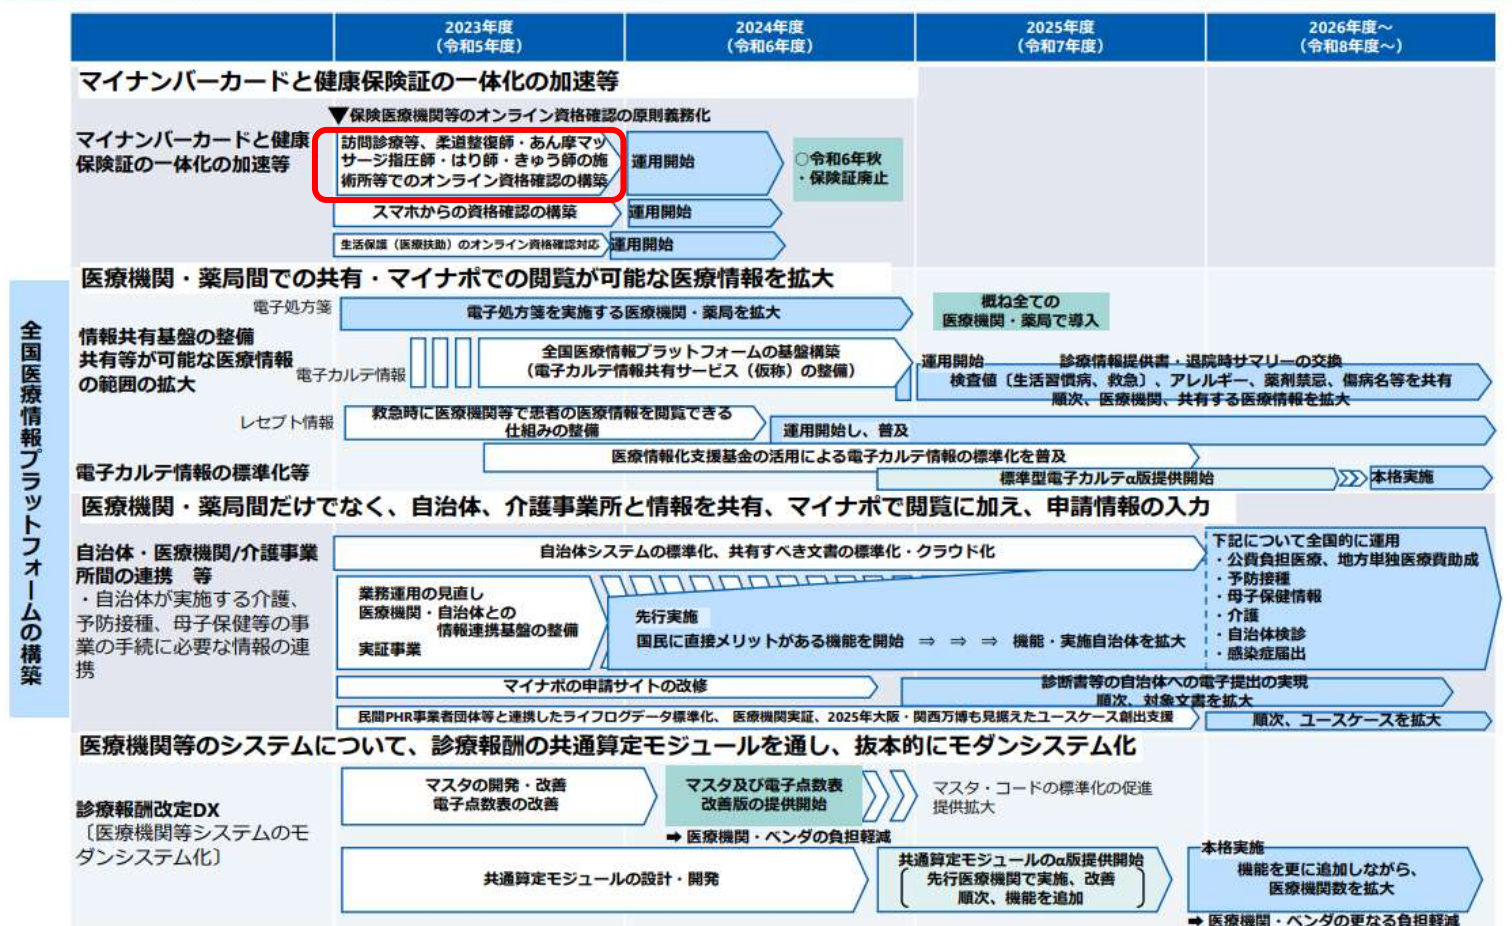 2023年度
(令和5年度)
2024年度
(令和6年度)
2025年度
(令和7年度)
2026年度～
(令和8年度～)
全国医療情報プラットフォームの構築
マイナンバーカードと健康保険証の一体化の加速等
▼保険医療機関等のオンライン資格確認の原則義務化
マイナンバーカードと健康
保険証の一体化の加速等
訪問診療等、柔道整復師・あん摩マッ
サージ指圧師・はり師・きゅう師の施
術所等でのオンライン資格確認の構築
運用開始
○令和6年秋
・保険証廃止
スマホからの資格確認の構築
運用開始
生活保護（医療扶助）のオンライン資格確認対応
運用開始
医療機関・薬局間での共有・マイナポでの閲覧が可能な医療情報を拡大
電子処方箋
電子処方箋を実施する医療機関・薬局を拡大
概ね全ての
医療機関・薬局で導入
情報共有基盤の整備
共有等が可能な医療情報
の範囲の拡大
電子カルテ情報
全国医療情報プラットフォームの基盤構築
（電子カルテ情報共有サービス（仮称）の整備）
運用開始
診療情報提供書・退院時サマリーの交換
検査値〔生活習慣病、救急〕、アレルギー、薬剤禁忌、傷病名等を共有
順次、医療機関、共有する医療情報を拡大
レセプト情報
救急時に医療機関等で患者の医療情報を閲覧できる
仕組みの整備
運用開始し、普及
電子カルテ情報の標準化等
医療情報化支援基金の活用による電子カルテ情報の標準化を普及
標準型電子カルテα版提供開始
本格実施
医療機関・薬局間だけでなく、自治体、介護事業所と情報を共有、マイナポで閲覧に加え、申請情報の入力
自治体・医療機関/介護事業
所間の連携 等
・自治体が実施する介護、
予防接種、母子保健等の事
業の手続に必要な情報の連
携
自治体システムの標準化、共有すべき文書の標準化・クラウド化
業務運用の見直し
医療機関・自治体との
情報連携基盤の整備
実証事業
先行実施
国民に直接メリットがある機能を開始 ⇒ ⇒ ⇒ 機能・実施自治体を拡大
下記について全国的に運用
・公費負担医療、地方単独医療費助成
・予防接種
・母子保健情報
・介護
・自治体検診
・感染症届出
マイナポの申請サイトの改修
診断書等の自治体への電子提出の実現
順次、対象文書を拡大
民間PHR事業者団体等と連携したライフログデータ標準化、 医療機関実証、2025年大阪・関西万博も見据えたユースケース創出支援
順次、ユースケースを拡大
医療機関等のシステムについて、診療報酬の共通算定モジュールを通し、抜本的にモダンシステム化
診療報酬改定DX
〔医療機関等システムのモ
ダンシステム化〕
マスタの開発・改善
電子点数表の改善
マスタ及び電子点数表
改善版の提供開始
マスタ・コードの標準化の促進
提供拡大
➡ 医療機関・ベンダの負担軽減
共通算定モジュールの設計・開発
共通算定モジュールのα版提供開始
先行医療機関で実施、改善
順次、機能を追加
本格実施
機能を更に追加しながら、
医療機関数を拡大
➡ 医療機関・ベンダの更なる負担軽減